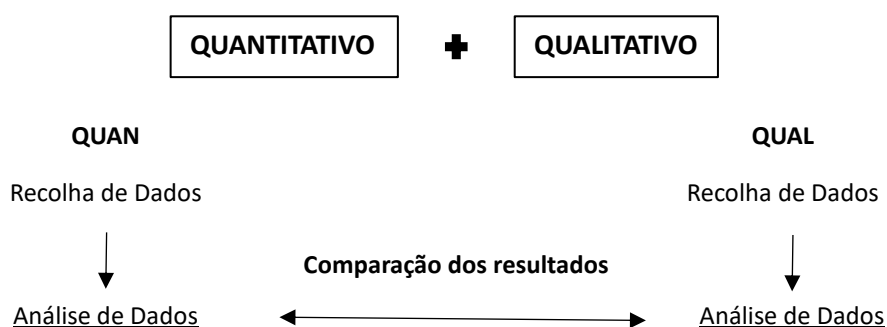 QUANTITATIVO + QUALITATIVO
QUAN QUAL
Recolha de Dados Recolha de Dados
Comparação dos resultados
Análise de Dados Análise de Dados